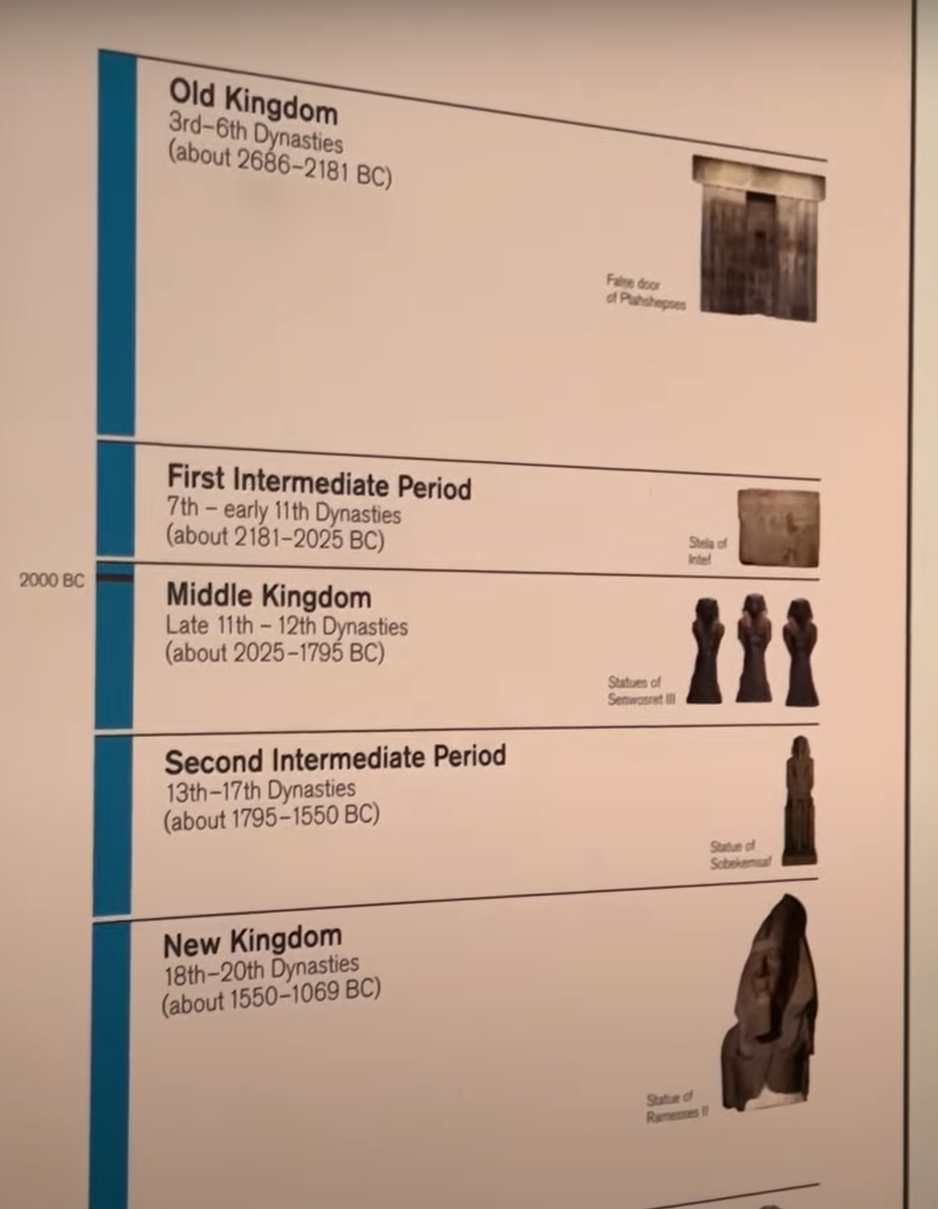 Old Kingdom
3rd–6th Dynasties
(about 2686–2181 BC)
False door
of Ptahshepses
First Intermediate Period
7th – early 11th Dynasties
(about 2181–2025 BC)
Stela of
Intef
2000 BC
Middle Kingdom
Late 11th – 12th Dynasties
(about 2025–1795 BC)
Statues of
Senwosret III
Second Intermediate Period
13th–17th Dynasties
(about 1795–1550 BC)
Statue of
Sobekemsaf
New Kingdom
18th–20th Dynasties
(about 1550–1069 BC)
Statue of
Ramesses II